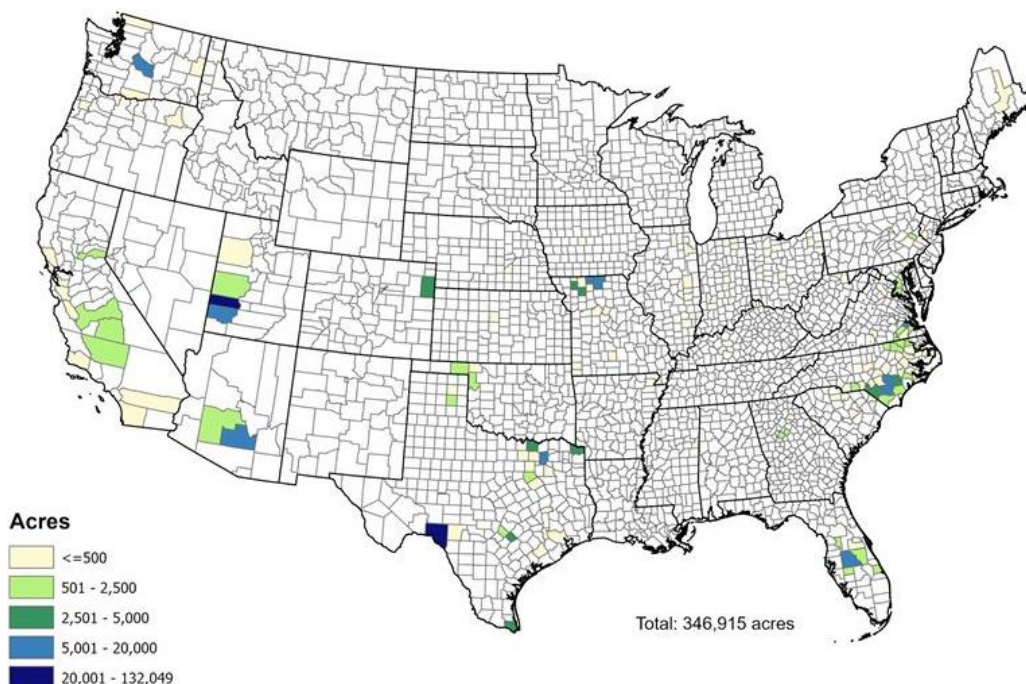 Acres
<=500
501 - 2,500
2,501 - 5,000
5,001 - 20,000
20,001 - 132,049
Total: 346,915 acres